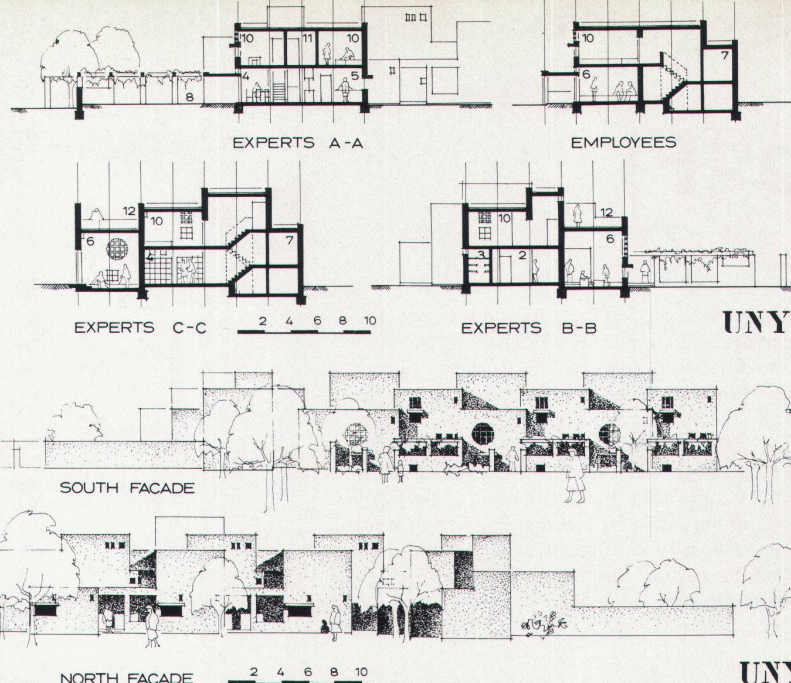 10 11 10
4 5
8
EXPERTS A-A
10
7
6
EMPLOYEES
12 10
6 4 7
EXPERTS C-C
2 4 6 8 10
10 12
3 2 6
EXPERTS B-B
UNY
SOUTH FACADE
NORTH FACADE
2 4 6 8 10
UNY